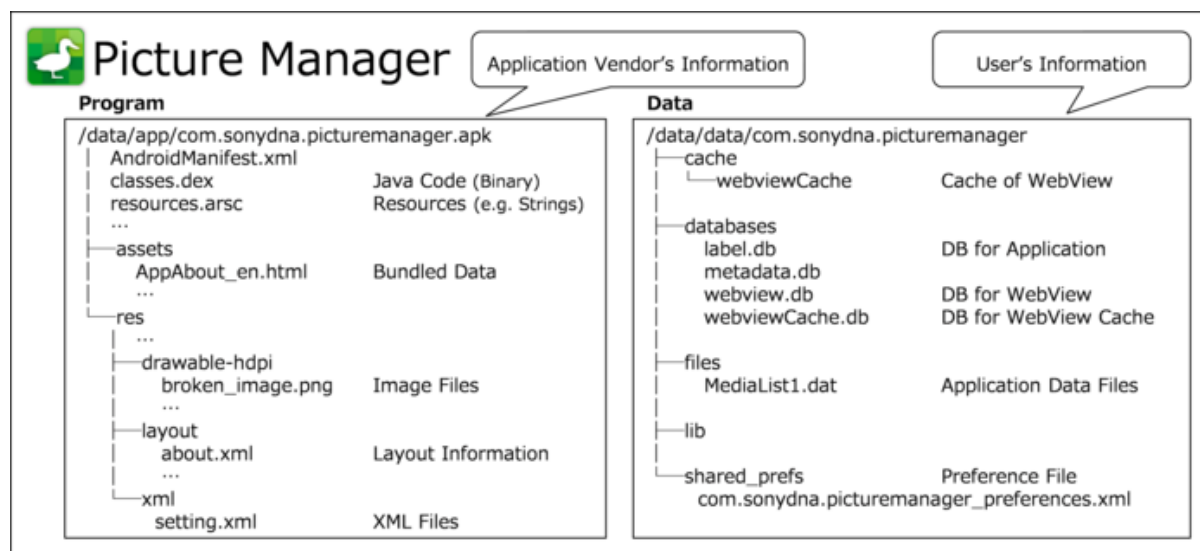 Picture Manager
Application Vendor's Information
User's Information
Program
/data/app/com.sonydna.picturemanager.apk
AndroidManifest.xml
classes.dex Java Code (Binary)
resources.arsc Resources (e.g. Strings)
...
assets
AppAbout_en.html Bundled Data
...
res
...
drawable-hdpi
broken_image.png Image Files
...
layout
about.xml Layout Information
...
xml
setting.xml XML Files
Data
/data/data/com.sonydna.picturemanager
cache
webviewCache Cache of WebView
databases
label.db DB for Application
metadata.db
webview.db DB for WebView
webviewCache.db DB for WebView Cache
files
MediaList1.dat Application Data Files
lib
shared_prefs Preference File
com.sonydna.picturemanager_preferences.xml